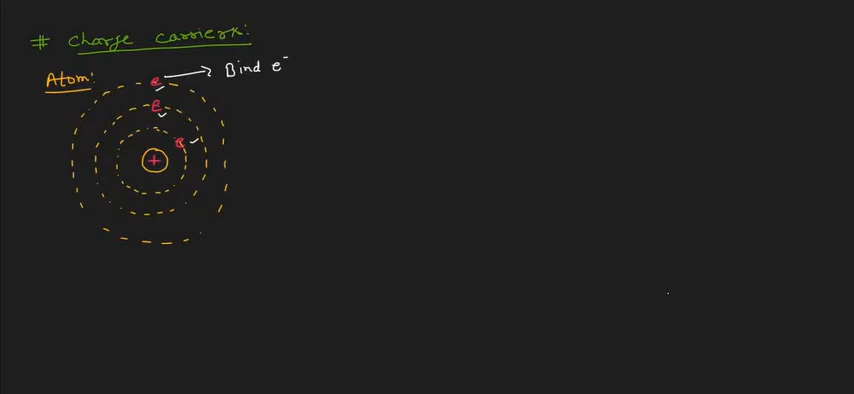 # Charge carriers:
Atom:
e → Bind e⁻
e
e
+